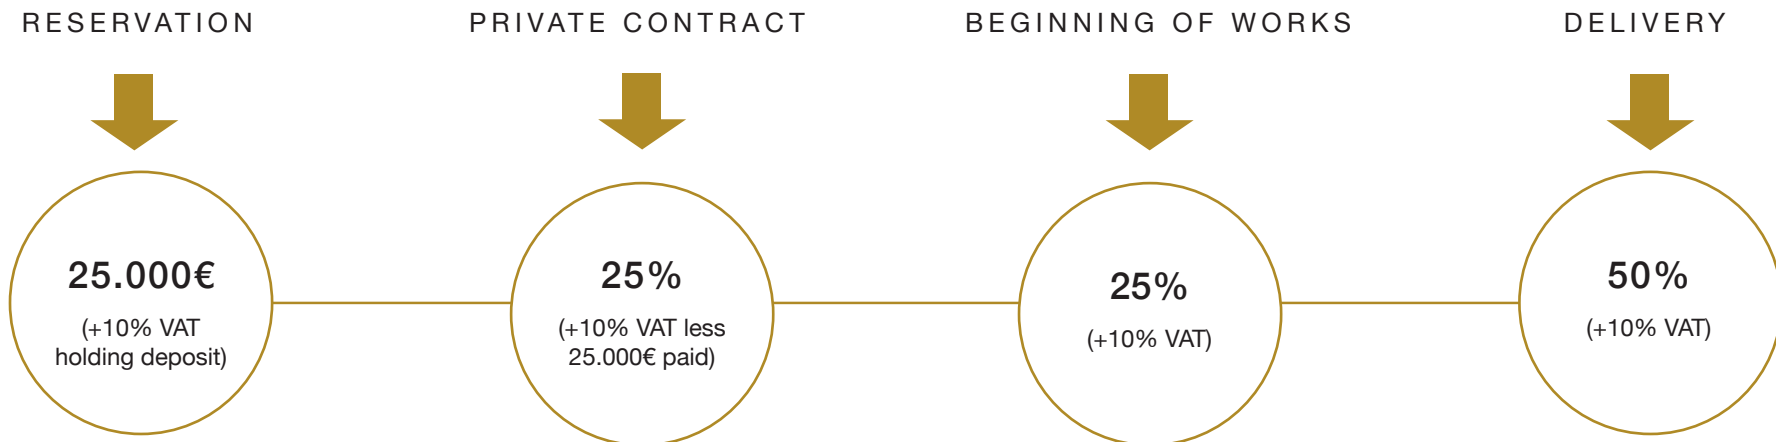 RESERVATION
PRIVATE CONTRACT
BEGINNING OF WORKS
DELIVERY
25.000€
(+10% VAT
holding deposit)
25%
(+10% VAT less
25.000€ paid)
25%
(+10% VAT)
50%
(+10% VAT)